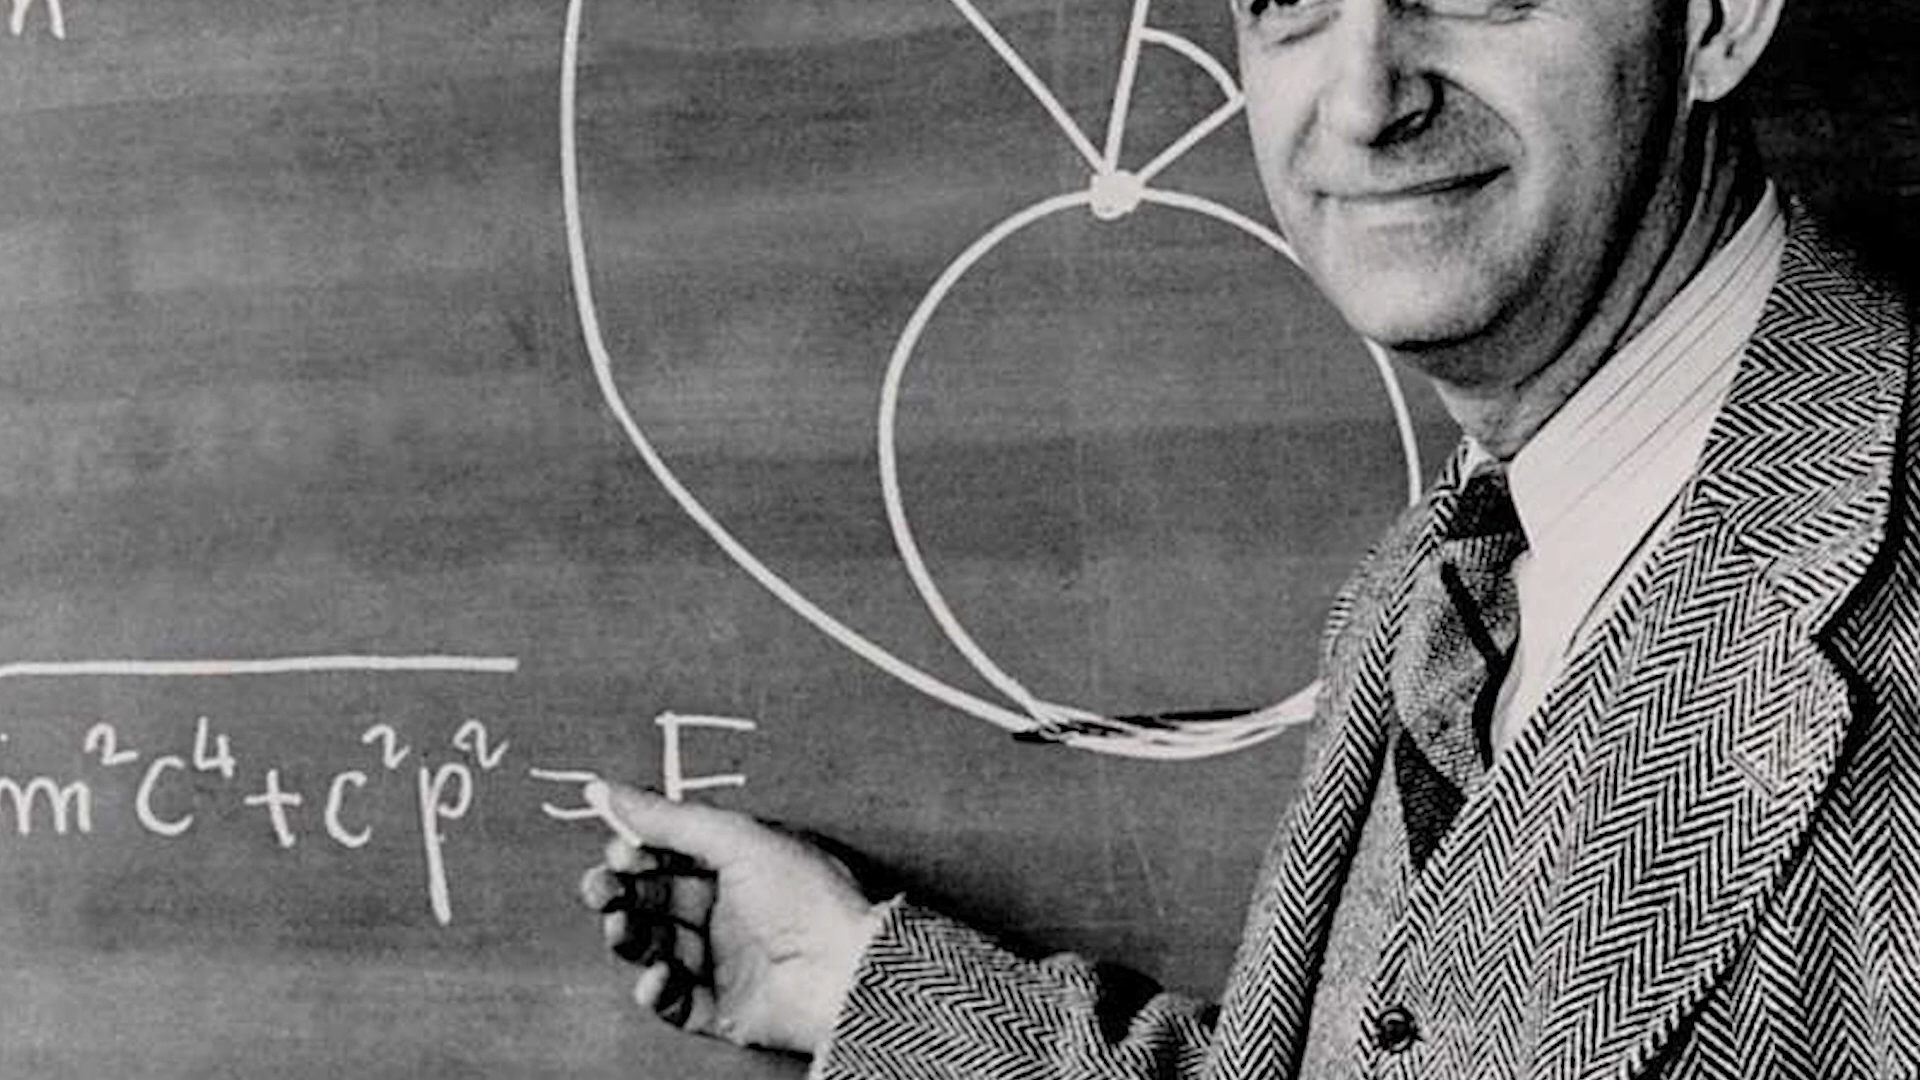 m²c⁴+c²p² = E